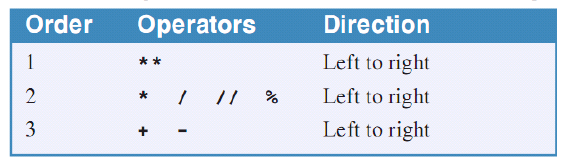 Order Operators Direction
1 ** Left to right
2 * / // % Left to right
3 + - Left to right